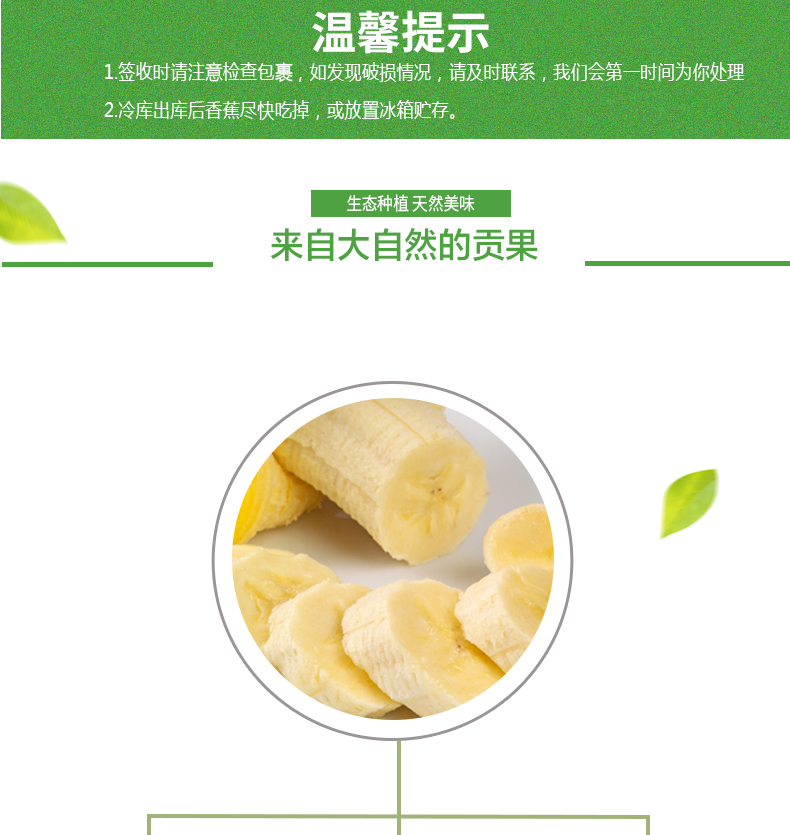 温馨提示
1.签收时请注意检查包裹，如发现破损情况，请及时联系，我们会第一时间为你处理
2.冷库出库后香蕉尽快吃掉，或放置冰箱贮存。
生态种植 天然美味
来自大自然的贡果